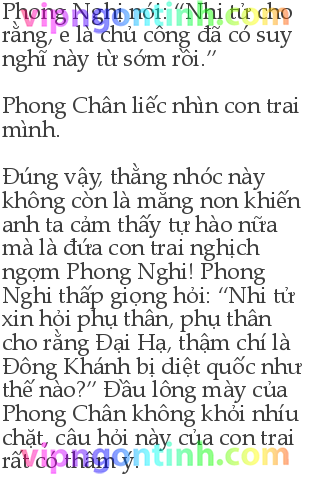 Phong Nghi nói: “Nhi tử cho
rằng, e là chủ công đã có suy
nghĩ này từ sớm rồi.”
Phong Chân liếc nhìn con trai
mình.
Đúng vậy, thằng nhóc này
không còn là măng non khiến
anh ta cảm thấy tự hào nữa
mà là đứa con trai nghịch
ngợm Phong Nghi! Phong
Nghi thấp giọng hỏi: “Nhi tử
xin hỏi phụ thân, phụ thân
cho rằng Đại Hạ, thậm chí là
Đông Khánh bị diệt quốc như
thế nào?” Đầu lông mày của
Phong Chân không khỏi nhíu
chặt, câu hỏi này của con trai
rất có thâm ý.
vipngontinh.com
vipngontinh.com